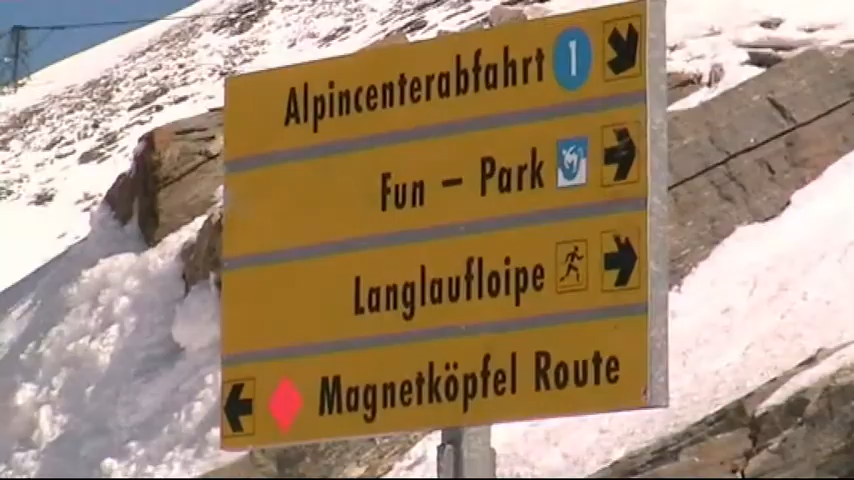 Alpincenterabfahrt 1
Fun - Park
Langlaufloipe
Magnetköpfel Route